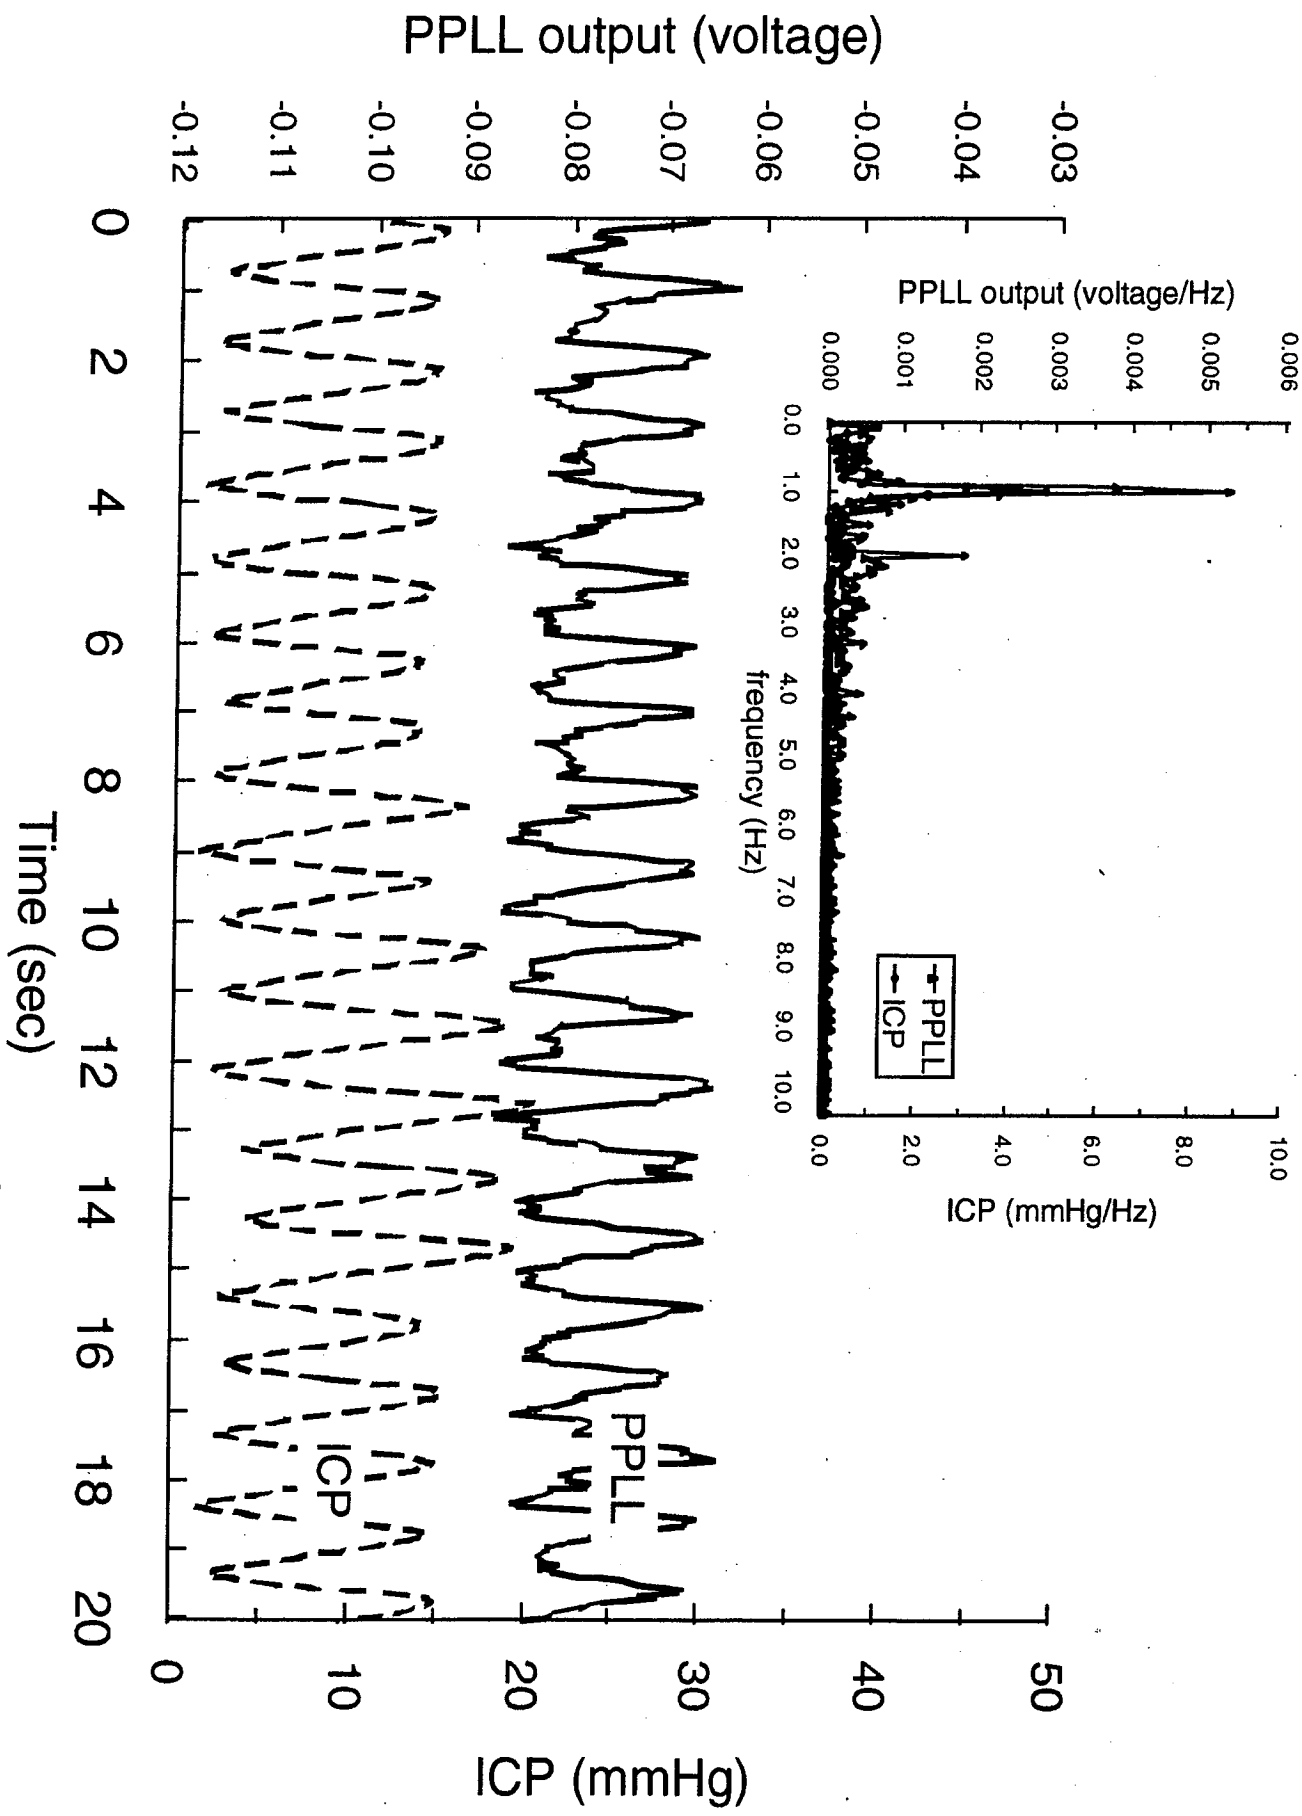 PPLL output (voltage)
-0.03
-0.04
-0.05
-0.06
-0.07
-0.08
-0.09
-0.10
-0.11
-0.12
PPLL output (voltage/Hz)
0.006
0.005
0.004
0.003
0.002
0.001
0.000
0.0 1.0 2.0 3.0 4.0 5.0 6.0 7.0 8.0 9.0 10.0
frequency (Hz)
PPLL
ICP
10.0
8.0
6.0
4.0
2.0
0.0
ICP (mmHg/Hz)
PPLL
ICP
0 2 4 6 8 10 12 14 16 18 20
Time (sec)
50
40
30
20
10
0
ICP (mmHg)